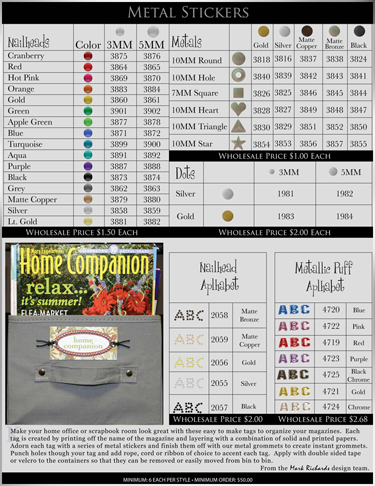 METAL STICKERS
Nailheads Color 3MM 5MM
Cranberry 3875 3876
Red 3864 3865
Hot Pink 3869 3870
Orange 3883 3884
Gold 3860 3861
Green 3901 3902
Apple Green 3877 3878
Blue 3871 3872
Turquoise 3899 3900
Aqua 3891 3892
Purple 3887 3888
Black 3873 3874
Grey 3862 3863
Matte Copper 3879 3880
Silver 3858 3859
Lt. Gold 3881 3882
WHOLESALE PRICE $1.50 EACH
Metals Gold Silver Matte Copper Matte Bronze Black
10MM Round 3818 3816 3837 3838 3824
10MM Hole 3840 3839 3842 3843 3841
7MM Square 3826 3825 3846 3845 3844
10MM Heart 3828 3827 3849 3848 3847
10MM Triangle 3830 3829 3851 3852 3850
10MM Star 3854 3853 3856 3857 3855
WHOLESALE PRICE $1.00 EACH
Dots 3MM 5MM
Silver 1981 1982
Gold 1983 1984
WHOLESALE PRICE $2.00 EACH
Home Companion
relax...
it's summer!
FLEA-MARKET
home
companion
Nailhead
Aplhabet
ABC 2058 Matte Bronze
ABC 2059 Matte Copper
ABC 2056 Gold
ABC 2055 Silver
ABC 2057 Black
WHOLESALE PRICE $2.00
Metallic Puff
Aplhabet
ABC 4720 Blue
ABC 4722 Pink
ABC 4719 Red
ABC 4723 Purple
ABC 4725 Black Chrome
ABC 4721 Gold
ABC 4724 Chrome
WHOLESALE PRICE $2.68
Make your home office or scrapbook room look great with these easy to make tags to organize your magazines. Each
tag is created by printing off the name of the magazine and layering with a combination of solid and printed papers.
Adorn each tag with a series of metal stickers and finish them off with our metal grommets to create instant grommets.
Punch holes though your tag and add rope, cord or ribbon of choice to accent each tag. Apply with double sided tape
or velcro to the containers so that they can be removed or easily moved from bin to bin.
From the Mark Richards design team.
MINIMUM: 6 EACH PER STYLE • MINIMUM ORDER: $50.00